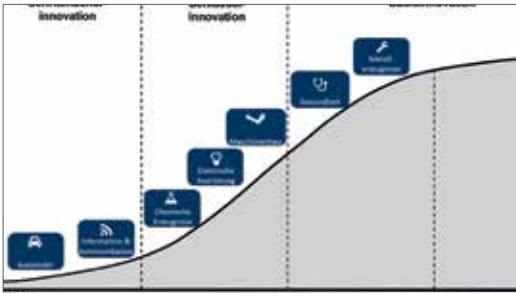 innovation
innovation
Metall-
erzeugnisse
Gesundheit
Maschinenbau
Elektrische
Ausrüstung
Chemische
Erzeugnisse
Information &
Kommunikation
Automobil